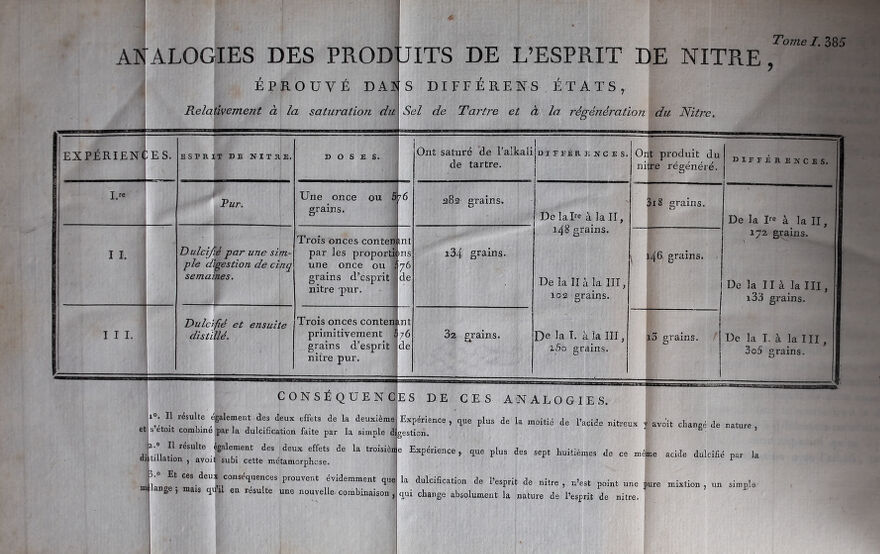 Tome I. 385
ANALOGIES DES PRODUITS DE L'ESPRIT DE NITRE,
ÉPROUVÉ DANS DIFFÉRENS ÉTATS,
Relativement à la saturation du Sel de Tartre et à la régénération du Nitre.
EXPÉRIENCES.
ESPRIT DE NITRE.
DOSES.
Ont saturé de l'alkali
de tartre.
DIFFÉRENCES.
Ont produit du
nitre régénéré.
DIFFÉRENCES.
I.re
Pur.
Une once ou 576
grains.
282 grains.
De la Ire à la II,
148 grains.
318 grains.
De la Ire à la II,
172 grains.
II.
Dulcifié par une sim-
ple digestion de cinq
semaines.
Trois onces contenant
par les proportions
une once ou 576
grains d'esprit de
nitre pur.
134 grains.
De la II à la III,
102 grains.
146 grains.
De la II à la III,
133 grains.
III.
Dulcifié et ensuite
distillé.
Trois onces contenant
primitivement 576
grains d'esprit de
nitre pur.
32 grains.
De la I. à la III,
250 grains.
13 grains.
De la I. à la III,
305 grains.
CONSÉQUENCES DE CES ANALOGIES.
1°. Il résulte également des deux effets de la deuxième Expérience, que plus de la moitié de l'acide nitreux y avoit changé de nature,
et s'étoit combiné par la dulcification faite par la simple digestion.
2.° Il résulte également des deux effets de la troisième Expérience, que plus des sept huitièmes de ce même acide dulcifié par la
distillation, avoit subi cette métamorphose.
3.° Et ces deux conséquences prouvent évidemment que la dulcification de l'esprit de nitre, n'est point une pure mixtion, un simple
mélange; mais qu'il en résulte une nouvelle combinaison, qui change absolument la nature de l'esprit de nitre.